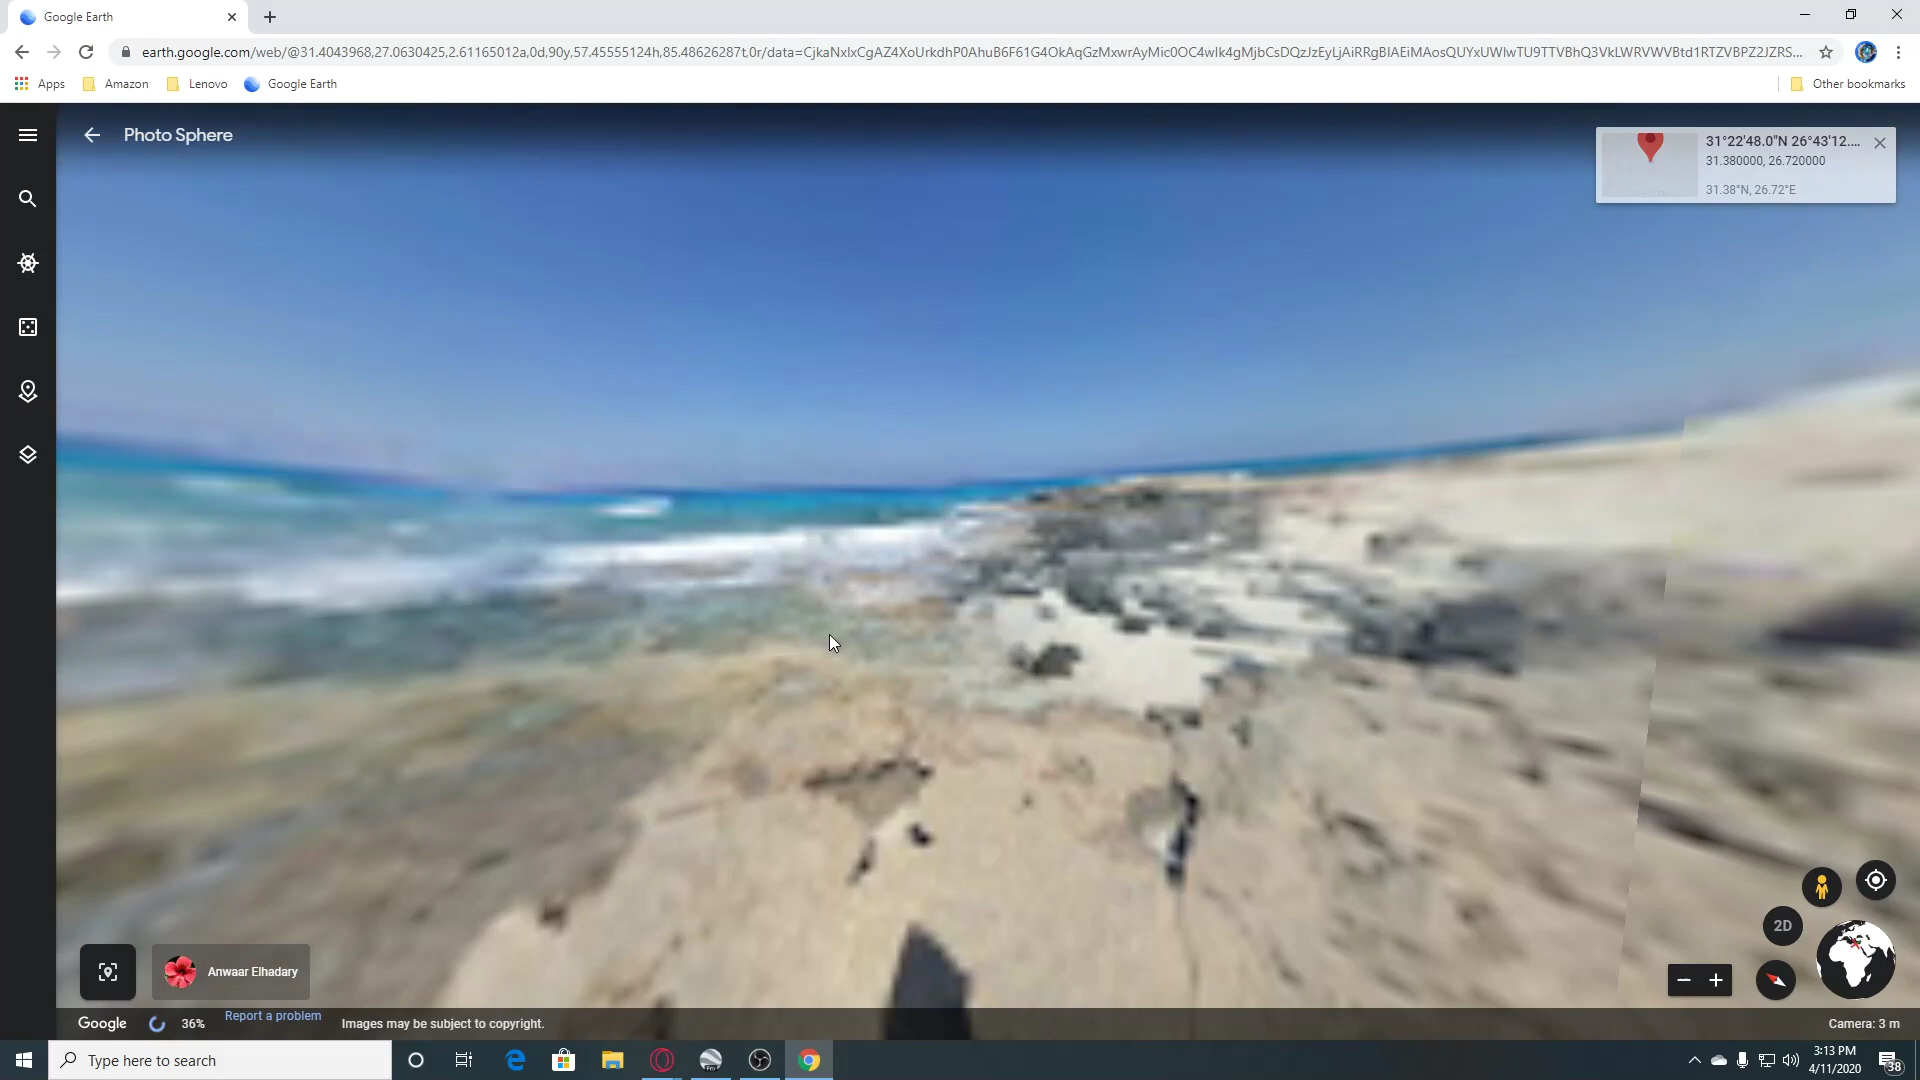 Google Earth
earth.google.com/web/@31.4043968,27.0630425,2.61165012a,0d,90y,57.45555124h,85.48626287t,0r/data=CjkaNxIxCgAZ4XoUrkdhP0AhuB6F61G4OkAqGzMxwrAyMic0OC4wIk4gMjbCsDQzJzEyLjAiRRgBIAEiMAosQUYxUWIwTU9TTVBhQ3VkLWRVWVBtd1RTZVBPZ2JZRS...
Apps
Amazon
Lenovo
Google Earth
Other bookmarks
Photo Sphere
31°22'48.0"N 26°43'12....
31.380000, 26.720000
31.38°N, 26.72°E
2D
Anwaar Elhadary
Google
36%
Report a problem
Images may be subject to copyright.
Camera: 3 m
Type here to search
Pro
3:13 PM
4/11/2020
38